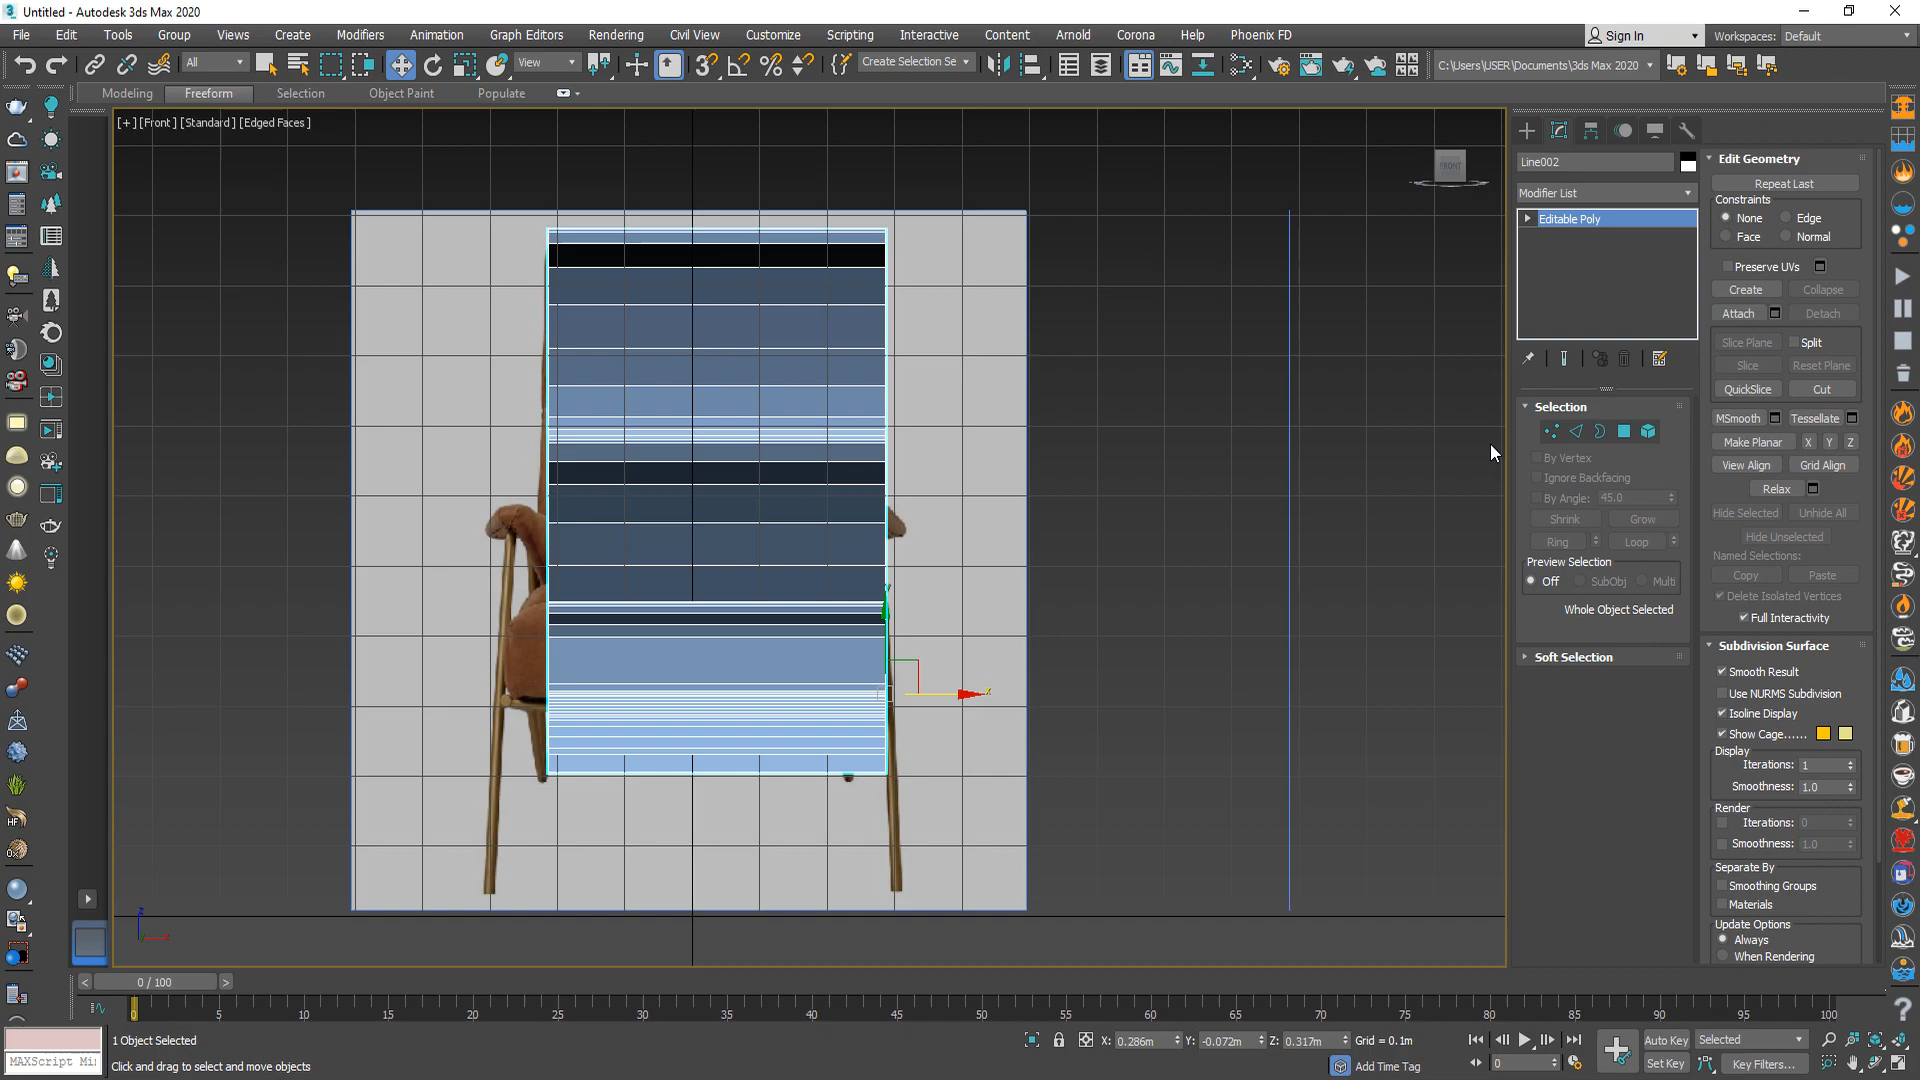 Untitled - Autodesk 3ds Max 2020
File Edit Tools Group Views Create Modifiers Animation Graph Editors Rendering Civil View Customize Scripting Interactive Content Arnold Corona Help Phoenix FD
Sign In Workspaces: Default
All View Create Selection Se C:\Users\USER\Documents\3ds Max 2020
Modeling Freeform Selection Object Paint Populate
[+] [Front ] [Standard ] [Edged Faces ]
FRONT
Line002
Modifier List
Editable Poly
Selection
By Vertex
Ignore Backfacing
By Angle: 45.0
Shrink Grow
Ring Loop
Preview Selection
Off SubObj Multi
Whole Object Selected
Soft Selection
Edit Geometry
Repeat Last
Constraints
None Edge
Face Normal
Preserve UVs
Create Collapse
Attach Detach
Slice Plane Split
Slice Reset Plane
QuickSlice Cut
MSmooth Tessellate
Make Planar X Y Z
View Align Grid Align
Relax
Hide Selected Unhide All
Hide Unselected
Named Selections:
Copy Paste
Delete Isolated Vertices
Full Interactivity
Subdivision Surface
Smooth Result
Use NURMS Subdivision
Isoline Display
Show Cage......
Display
Iterations: 1
Smoothness: 1.0
Render
Iterations: 0
Smoothness: 1.0
Separate By
Smoothing Groups
Materials
Update Options
Always
When Rendering
x
z
x
HF
OX
< 0 / 100 >
0 5 10 15 20 25 30 35 40 45 50 55 60 65 70 75 80 85 90 95 100
1 Object Selected X: 0.286m Y: -0.072m Z: 0.317m Grid = 0.1m Auto Key Selected
MAXScript Mi Click and drag to select and move objects Add Time Tag 0 Set Key Key Filters...